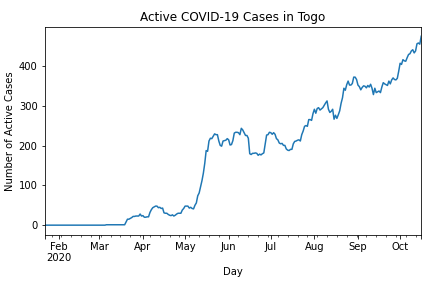 Active COVID-19 Cases in Togo
Number of Active Cases
400
300
200
100
0
Feb Mar Apr May Jun Jul Aug Sep Oct
2020
Day